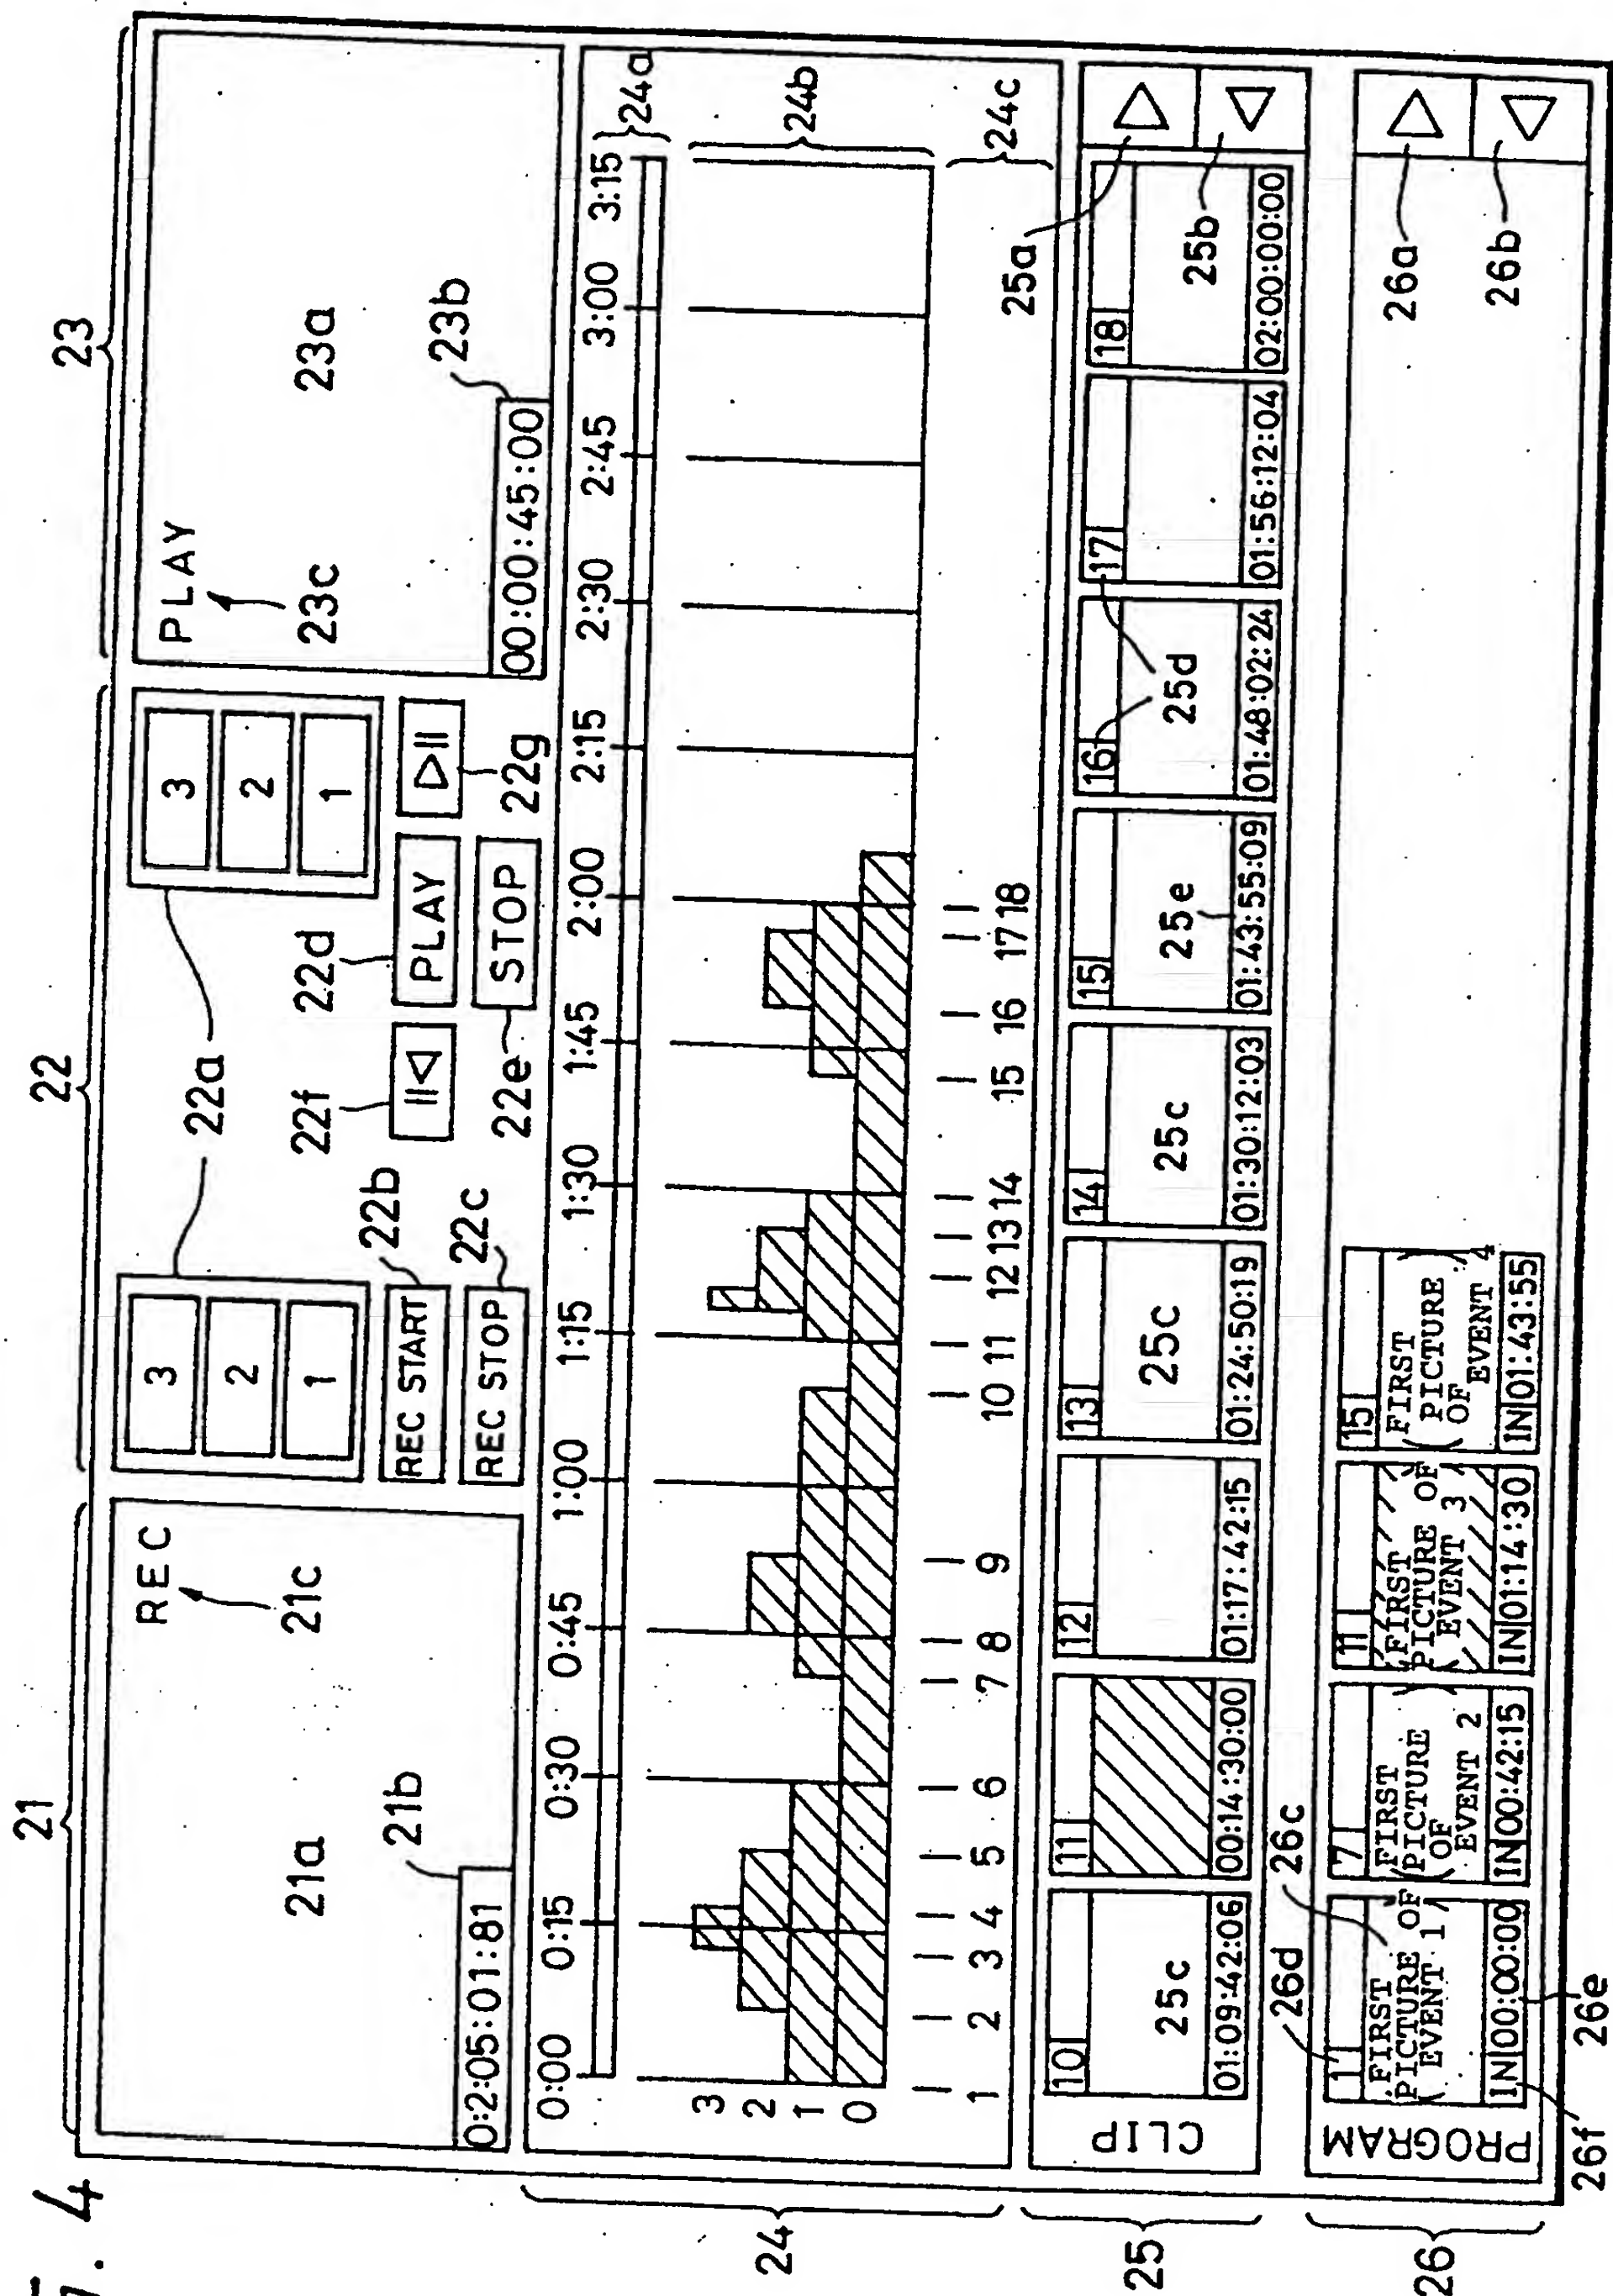 FIG. 4
21
22
23
REC
21c
21a
21b
0:2:05:01:81
3
2
1
22a
3
2
1
REC START
22b
REC STOP
22c
22f
22d
PLAY
22e
STOP
22g
PLAY
23c
23a
23b
00:00:45:00
24
0:00 0:15 0:30 0:45 1:00 1:15 1:30 1:45 2:00 2:15 2:30 2:45 3:00 3:15
24a
3
2
1
0
24b
1 2 3 4 5 6 7 8 9 10 11 12 13 14 15 16 17 18
24c
25
CLIP
10 11 12 13 14 15 16 17 18
25c 25c 25c 25e 25d 25a 25b
01:09:42:06 00:14:30:00 01:17:42:15 01:24:50:19 01:30:12:03 01:43:55:09 01:48:02:24 01:56:12:04 02:00:00:00
26
PROGRAM
26d
26c
1 7 11 15
(FIRST PICTURE OF EVENT 1)
(FIRST PICTURE OF EVENT 2)
(FIRST PICTURE OF EVENT 3)
(FIRST PICTURE OF EVENT 4)
IN 00:00:00 IN 00:42:15 IN 01:14:30 IN 01:43:55
26f
26e
26a
26b